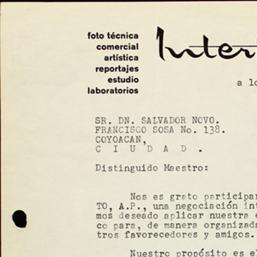 foto técnica
comercial
artística
reportajes
estudio
laboratorios
Inter
a lo
SR. DN. SALVADOR NOVO.
FRANCISCO SOSA No. 138.
COYOACAN,
C I U D A D .
Distinguido Maestro:
Nos es grato participar
TO, A.P., una negociación int
mos deseado aplicar nuestra e
co para, de manera organizada
tros favorecedores y amigos.
Nuestro propósito es el